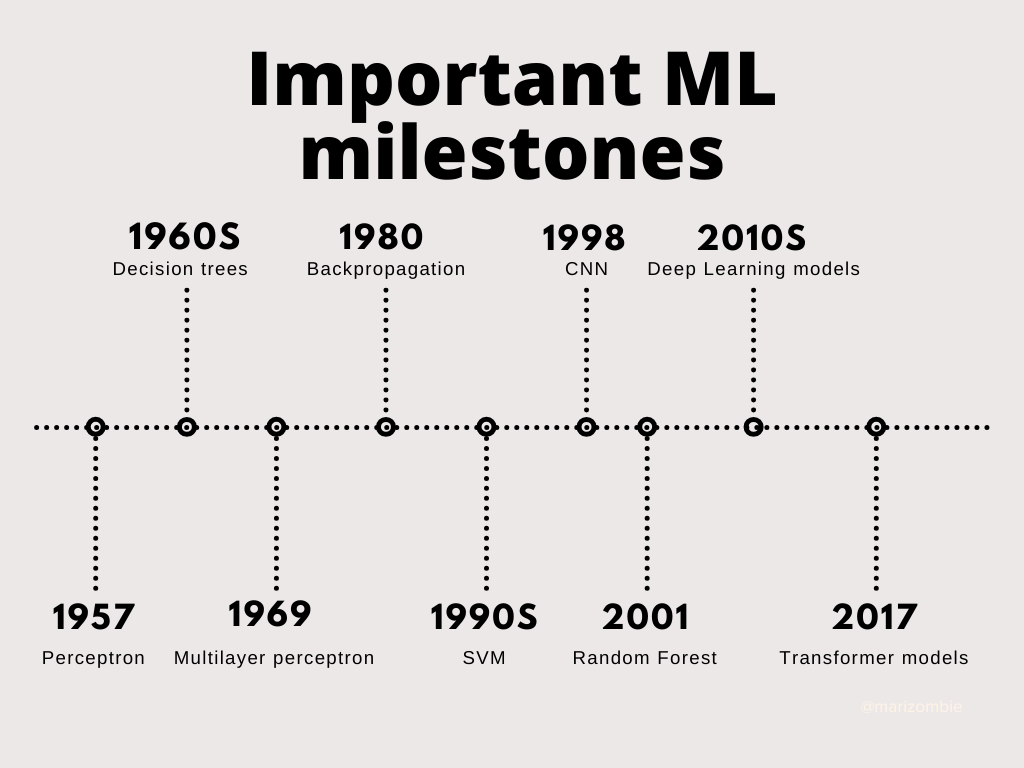 Important ML
milestones
1960S
Decision trees
1980
Backpropagation
1998
CNN
2010S
Deep Learning models
1957
Perceptron
1969
Multilayer perceptron
1990S
SVM
2001
Random Forest
2017
Transformer models
@marizombie